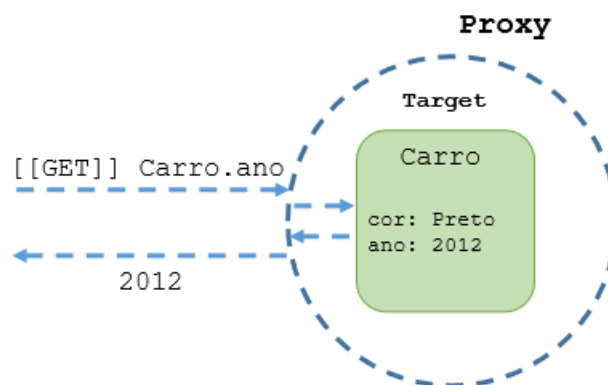 Proxy
Target
Carro
[[GET]] Carro.ano
cor: Preto
ano: 2012
2012